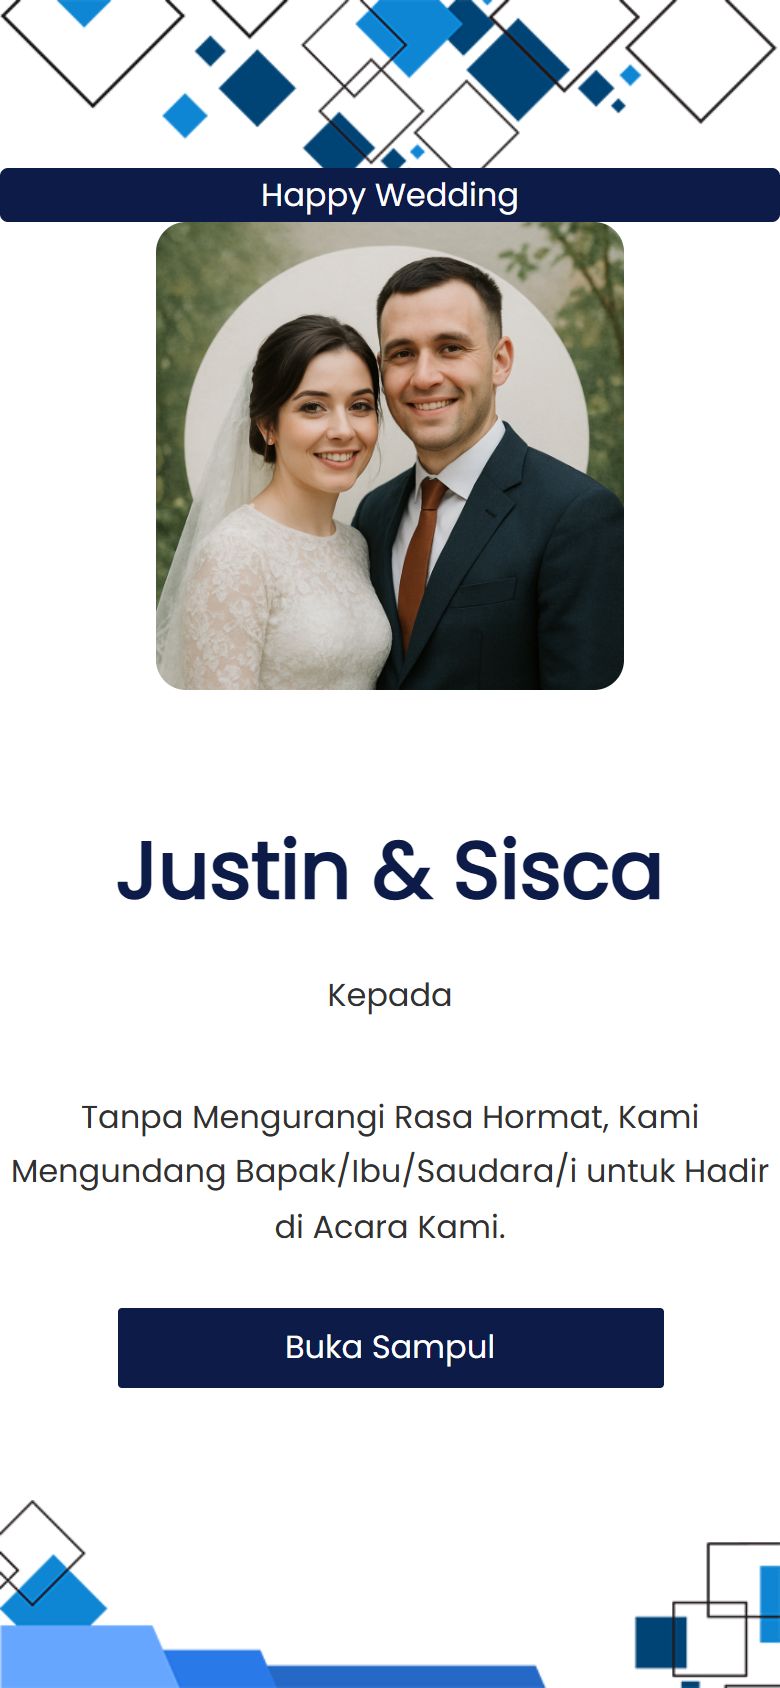 Happy Wedding
Justin & Sisca
Kepada
Tanpa Mengurangi Rasa Hormat, Kami
Mengundang Bapak/Ibu/Saudara/i untuk Hadir
di Acara Kami.
Buka Sampul